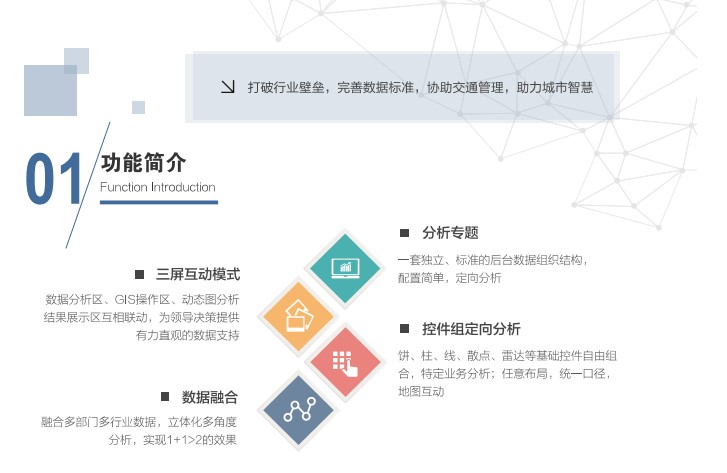 打破行业壁垒，完善数据标准，协助交通管理，助力城市智慧
01
功能简介
Function Introduction
分析专题
一套独立、标准的后台数据组织结构，
配置简单，定向分析
三屏互动模式
数据分析区、GIS操作区、动态图分析
结果展示区互相联动，为领导决策提供
有力直观的数据支持
控件组定向分析
饼、柱、线、散点、雷达等基础控件自由组
合，特定业务分析；任意布局，统一口径，
地图互动
数据融合
融合多部门多行业数据，立体化多角度
分析，实现1+1>2的效果